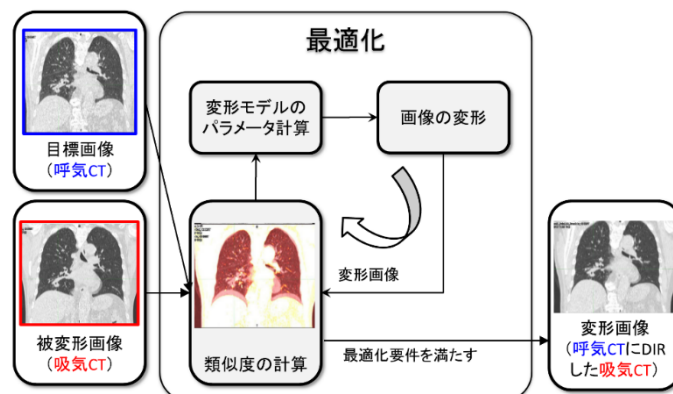 最適化
目標画像
(呼気CT)
変形モデルの
パラメータ計算
画像の変形
被変形画像
(吸気CT)
類似度の計算
変形画像
最適化要件を満たす
変形画像
(呼気CTにDIR
した吸気CT)